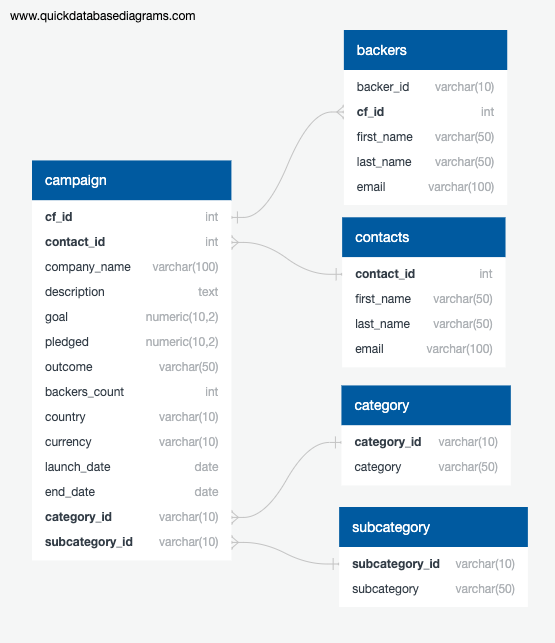 www.quickdatabasediagrams.com
backers
backer_id varchar(10)
cf_id int
first_name varchar(50)
last_name varchar(50)
email varchar(100)
campaign
cf_id int
contact_id int
company_name varchar(100)
description text
goal numeric(10,2)
pledged numeric(10,2)
outcome varchar(50)
backers_count int
country varchar(10)
currency varchar(10)
launch_date date
end_date date
category_id varchar(10)
subcategory_id varchar(10)
contacts
contact_id int
first_name varchar(50)
last_name varchar(50)
email varchar(100)
category
category_id varchar(10)
category varchar(50)
subcategory
subcategory_id varchar(10)
subcategory varchar(50)